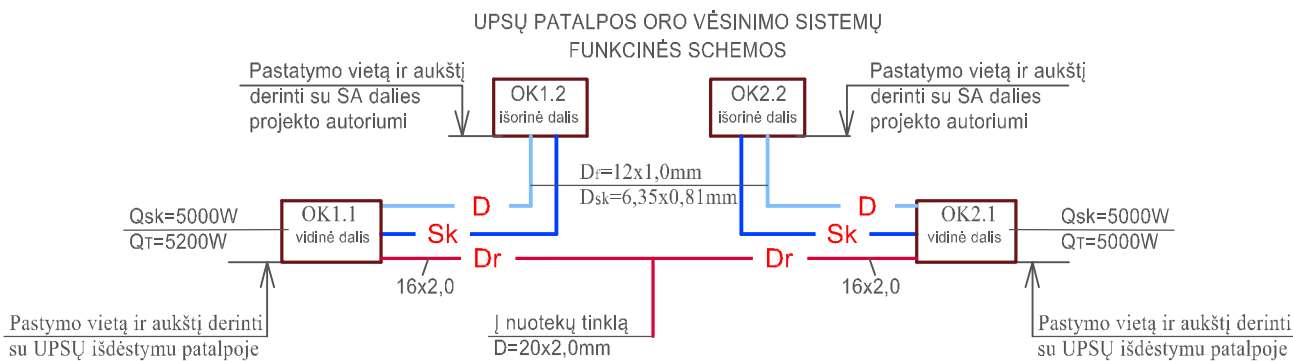 UPSŲ PATALPOS ORO VĖSINIMO SISTEMŲ
FUNKCINĖS SCHEMOS
Pastatymo vietą ir aukštį
derinti su SA dalies
projekto autoriumi
OK1.2
išorinė dalis
OK2.2
išorinė dalis
Pastatymo vietą ir aukštį
derinti su SA dalies
projekto autoriumi
Df=12x1,0mm
Dsk=6,35x0,81mm
Qsk=5000W
QT=5200W
OK1.1
vidinė dalis
D
Sk
Dr
D
Sk
Dr
OK2.1
vidinė dalis
Qsk=5000W
QT=5000W
16x2,0
16x2,0
Pastymo vietą ir aukštį derinti
su UPSŲ išdėstymu patalpoje
Į nuotekų tinklą
D=20x2,0mm
Pastymo vietą ir aukštį derinti
su UPSŲ išdėstymu patalpoje